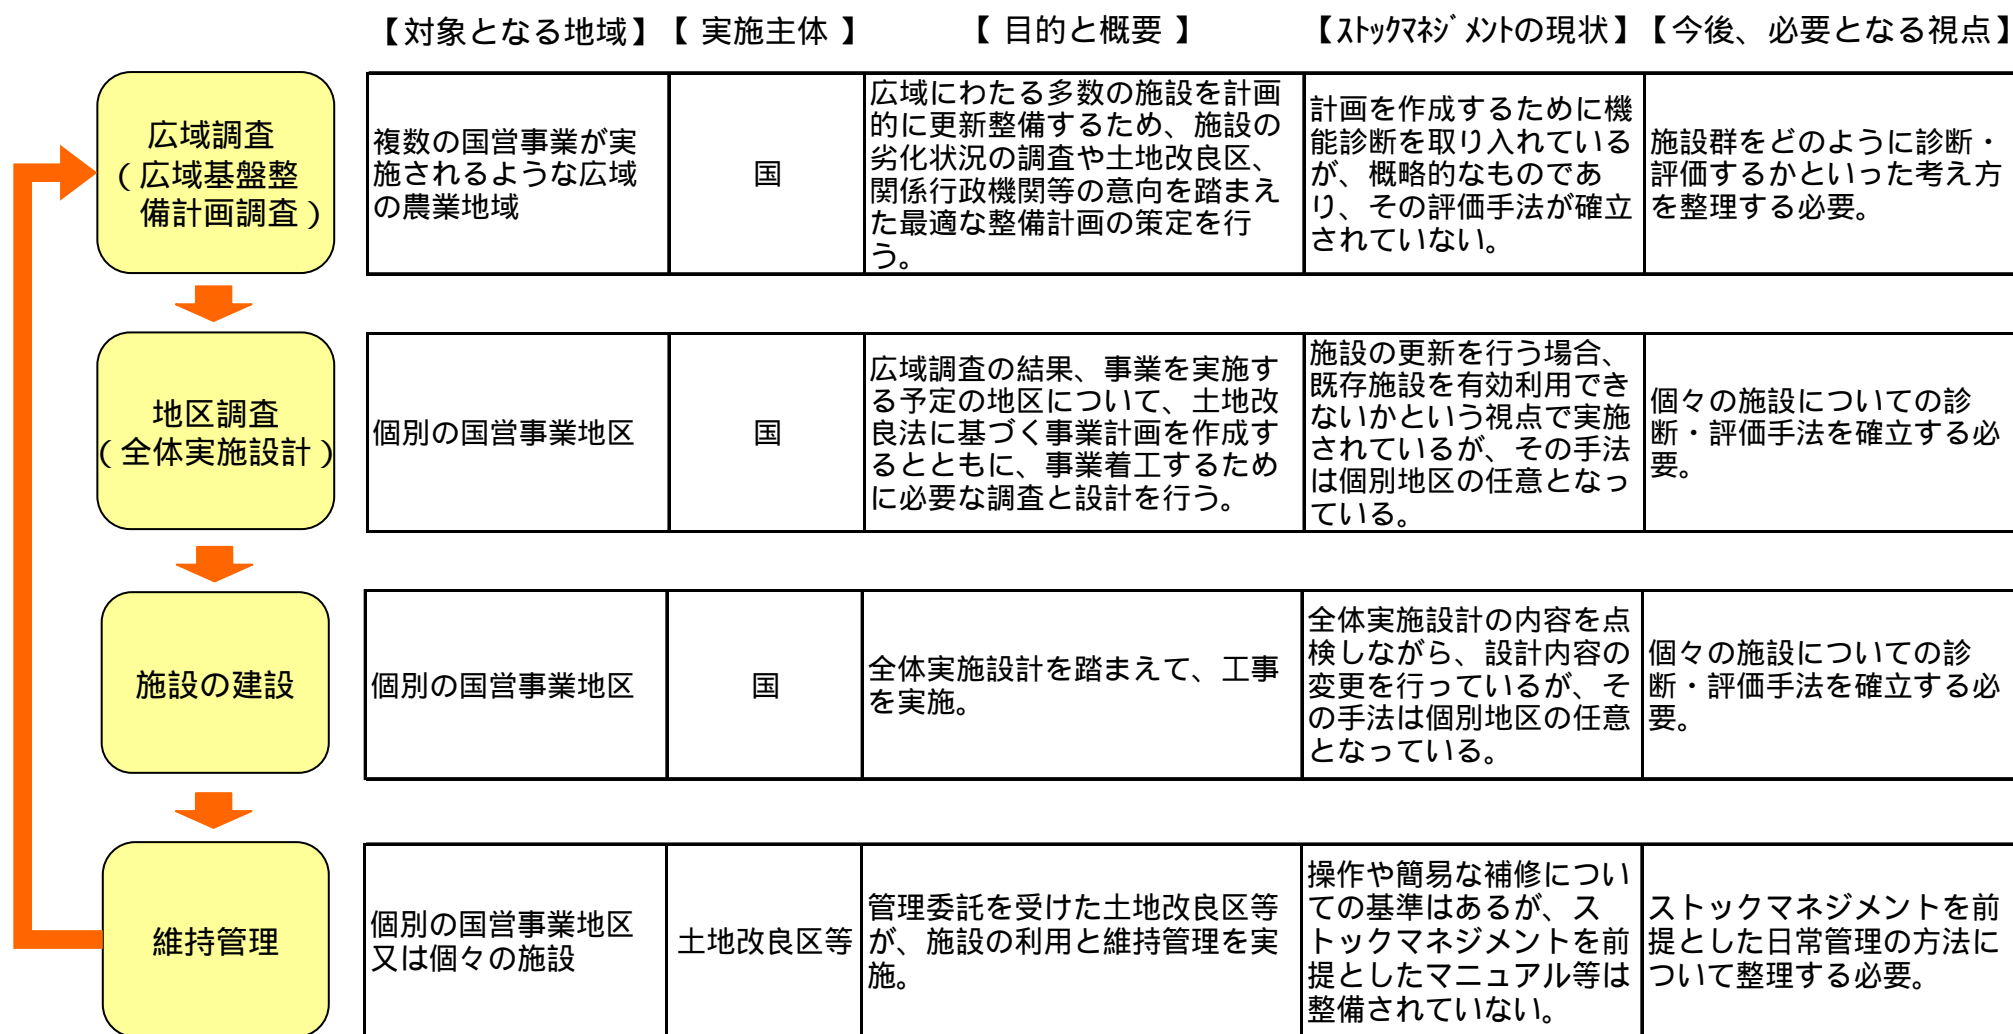 【対象となる地域】【 実施主体 】 【 目的と概要 】 【ｽﾄｯｸﾏﾈｼﾞﾒﾝﾄの現状】【今後、必要となる視点】
広域調査
（広域基盤整
備計画調査）
複数の国営事業が実
施されるような広域
の農業地域
国
広域にわたる多数の施設を計画
的に更新整備するため、施設の
劣化状況の調査や土地改良区、
関係行政機関等の意向を踏まえ
た最適な整備計画の策定を行
う。
計画を作成するために機
能診断を取り入れている
が、概略的なものであ
り、その評価手法が確立
されていない。
施設群をどのように診断・
評価するかといった考え方
を整理する必要。
地区調査
（全体実施設計）
個別の国営事業地区
国
広域調査の結果、事業を実施す
る予定の地区について、土地改
良法に基づく事業計画を作成す
るとともに、事業着工するため
に必要な調査と設計を行う。
施設の更新を行う場合、
既存施設を有効利用でき
ないかという視点で実施
されているが、その手法
は個別地区の任意となっ
ている。
個々の施設についての診
断・評価手法を確立する必
要。
施設の建設
個別の国営事業地区
国
全体実施設計を踏まえて、工事
を実施。
全体実施設計の内容を点
検しながら、設計内容の
変更を行っているが、そ
の手法は個別地区の任意
となっている。
個々の施設についての診
断・評価手法を確立する必
要。
維持管理
個別の国営事業地区
又は個々の施設
土地改良区等
管理委託を受けた土地改良区等
が、施設の利用と維持管理を実
施。
操作や簡易な補修につい
ての基準はあるが、ス
トックマネジメントを前
提としたマニュアル等は
整備されていない。
ストックマネジメントを前
提とした日常管理の方法に
ついて整理する必要。